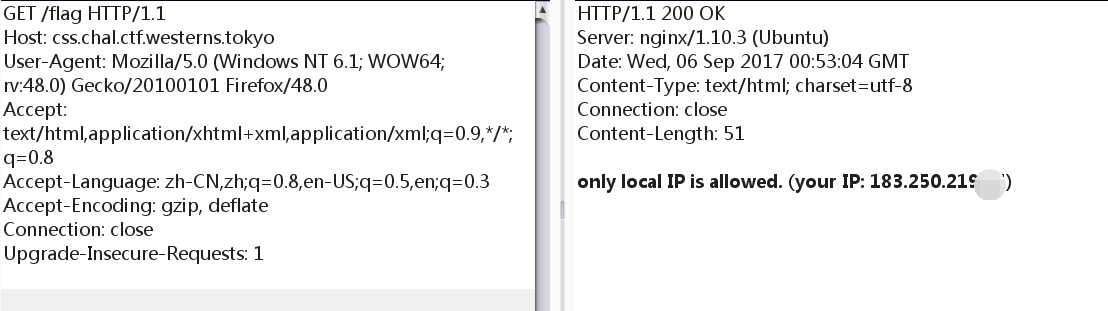 GET /flag HTTP/1.1
Host: css.chal.ctf.westerns.tokyo
User-Agent: Mozilla/5.0 (Windows NT 6.1; WOW64;
rv:48.0) Gecko/20100101 Firefox/48.0
Accept:
text/html,application/xhtml+xml,application/xml;q=0.9,*/*;
q=0.8
Accept-Language: zh-CN,zh;q=0.8,en-US;q=0.5,en;q=0.3
Accept-Encoding: gzip, deflate
Connection: close
Upgrade-Insecure-Requests: 1
HTTP/1.1 200 OK
Server: nginx/1.10.3 (Ubuntu)
Date: Wed, 06 Sep 2017 00:53:04 GMT
Content-Type: text/html; charset=utf-8
Connection: close
Content-Length: 51
only local IP is allowed. (your IP: 183.250.219 )